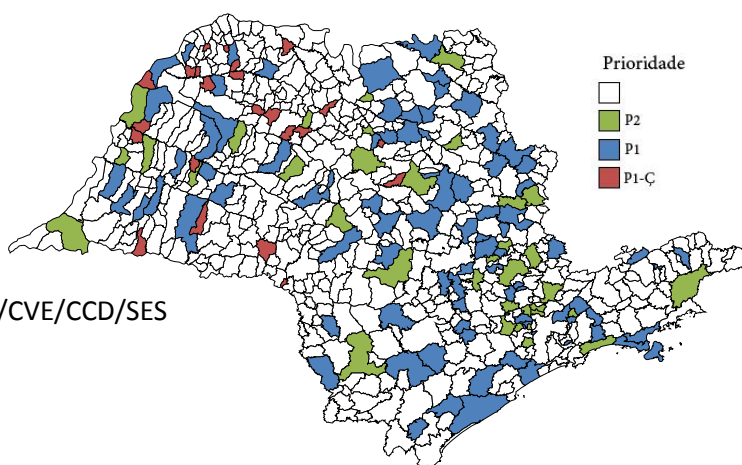 Prioridade
P2
P1
P1-Ç
/CVE/CCD/SES